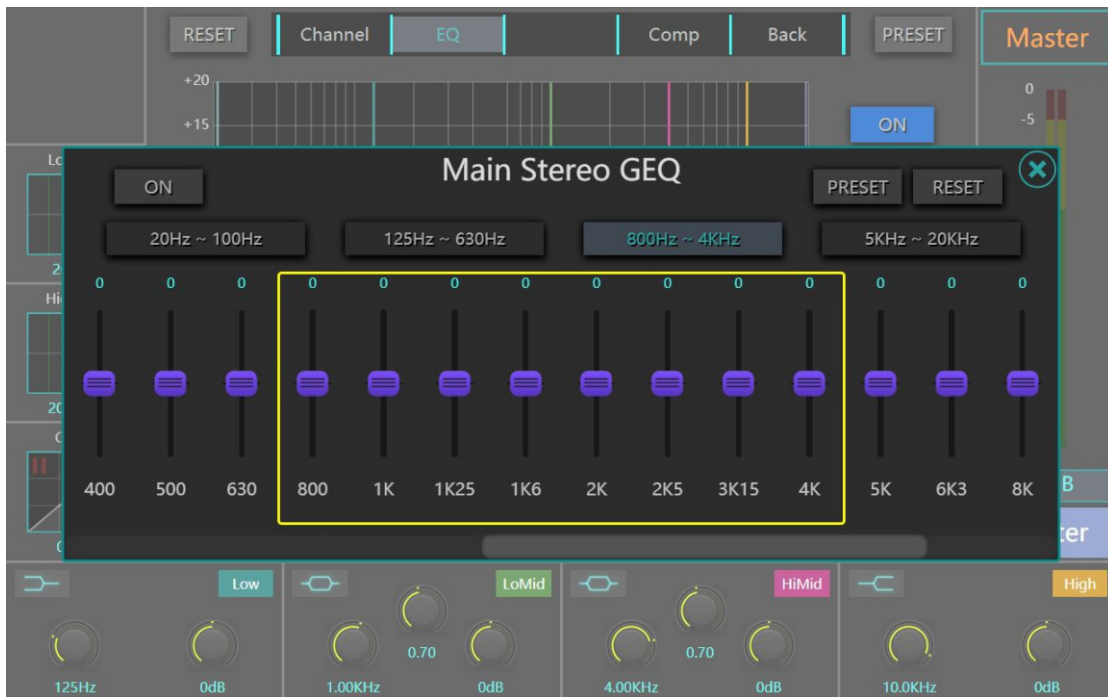 RESET Channel EQ Comp Back PRESET Master
+20
0
+15
-5
ON
Main Stereo GEQ
ON PRESET RESET
20Hz ~ 100Hz 125Hz ~ 630Hz 800Hz ~ 4KHz 5KHz ~ 20KHz
0 0 0 0 0 0 0 0 0 0 0 0 0 0
400 500 630 800 1K 1K25 1K6 2K 2K5 3K15 4K 5K 6K3 8K
Low LoMid HiMid High
0.70 0.70
125Hz 0dB 1.00KHz 0dB 4.00KHz 0dB 10.0KHz 0dB